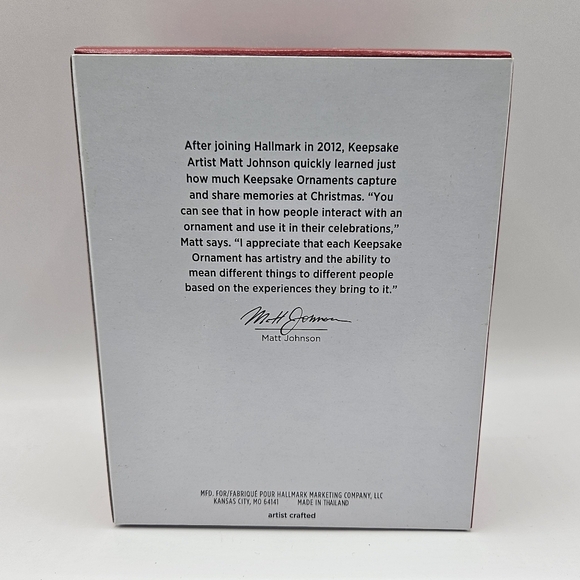 After joining Hallmark in 2012, Keepsake
Artist Matt Johnson quickly learned just
how much Keepsake Ornaments capture
and share memories at Christmas. “You
can see that in how people interact with an
ornament and use it in their celebrations,”
Matt says. “I appreciate that each Keepsake
Ornament has artistry and the ability to
mean different things to different people
based on the experiences they bring to it.”
Matt Johnson
Matt Johnson
MFD. FOR/FABRIQUÉ POUR HALLMARK MARKETING COMPANY, LLC
KANSAS CITY, MO 64141 MADE IN THAILAND
artist crafted